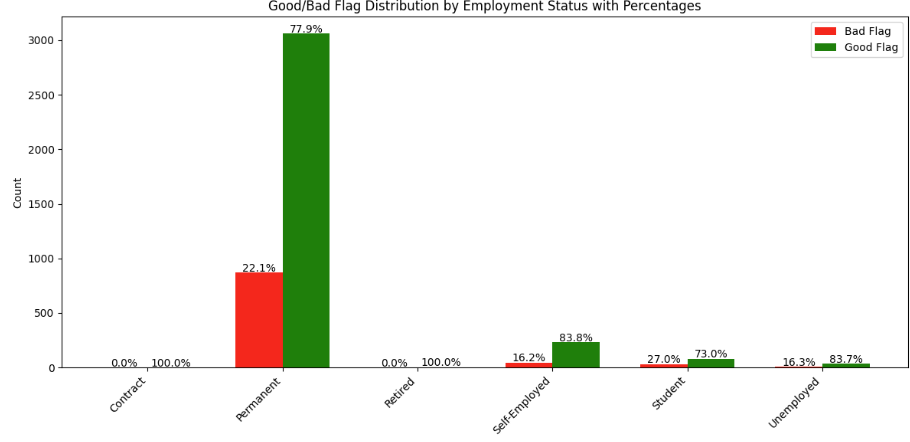 Good/Bad Flag Distribution by Employment Status with Percentages
Bad Flag
Good Flag
Count
3000
2500
2000
1500
1000
500
0
0.0%
100.0%
22.1%
77.9%
0.0%
100.0%
16.2%
83.8%
27.0%
73.0%
16.3%
83.7%
Contract
Permanent
Retired
Self-Employed
Student
Unemployed